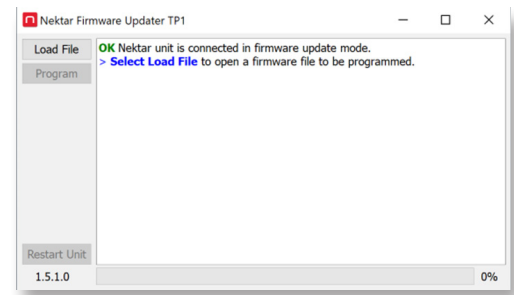 Nektar Firmware Updater TP1
Load File
OK Nektar unit is connected in firmware update mode.
> Select Load File to open a firmware file to be programmed.
Program
Restart Unit
1.5.1.0
0%